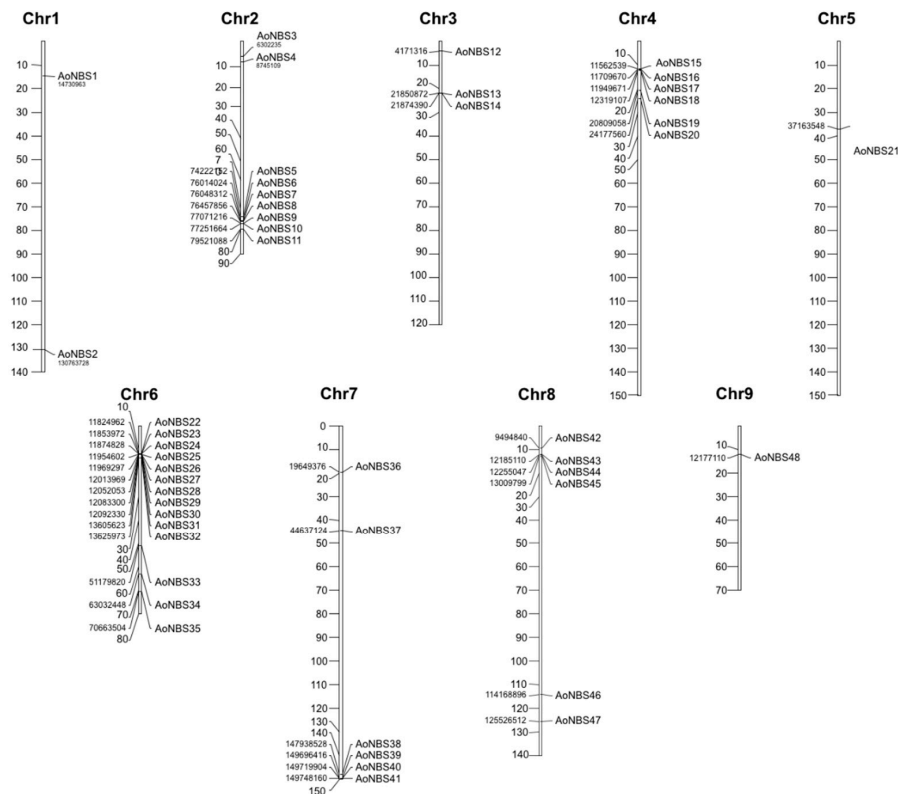 Chr1
10
AoNBS1
14730963
20
30
40
50
60
70
80
90
100
110
120
130
AoNBS2
130763728
140
Chr2
AoNBS3
6302235
AoNBS4
8745109
10
20
30
40
50
60
7
0
74222152 AoNBS5
76014024 AoNBS6
76048312 AoNBS7
76457856 AoNBS8
77071216 AoNBS9
77251664 AoNBS10
79521088 AoNBS11
80
90
Chr3
4171316 AoNBS12
10
20
21850872 AoNBS13
21874390 AoNBS14
30
40
50
60
70
80
90
100
110
120
Chr4
10
11562539 AoNBS15
11709670 AoNBS16
11949671 AoNBS17
12319107 AoNBS18
20
20809058 AoNBS19
24177560 AoNBS20
30
40
50
60
70
80
90
100
110
120
130
140
150
Chr5
10
20
30
37163548
40
AoNBS21
50
60
70
80
90
100
110
120
130
140
150
Chr6
10
11824962 AoNBS22
11853972 AoNBS23
11874828 AoNBS24
11954602 AoNBS25
11969297 AoNBS26
12013969 AoNBS27
12052053 AoNBS28
12083300 AoNBS29
12092330 AoNBS30
13605623 AoNBS31
13625973 AoNBS32
30
40
50
51179820 AoNBS33
60
63032448 AoNBS34
70
70663504 AoNBS35
80
Chr7
0
10
19649376 AoNBS36
20
30
40
44637124 AoNBS37
50
60
70
80
90
100
110
120
130
140
147938528 AoNBS38
149696416 AoNBS39
149719904 AoNBS40
149748160 AoNBS41
150
Chr8
9494840 AoNBS42
10
12185110 AoNBS43
12255047 AoNBS44
13009799 AoNBS45
20
30
40
50
60
70
80
90
100
110
114168896 AoNBS46
120
125526512 AoNBS47
130
140
Chr9
10
12177110 AoNBS48
20
30
40
50
60
70